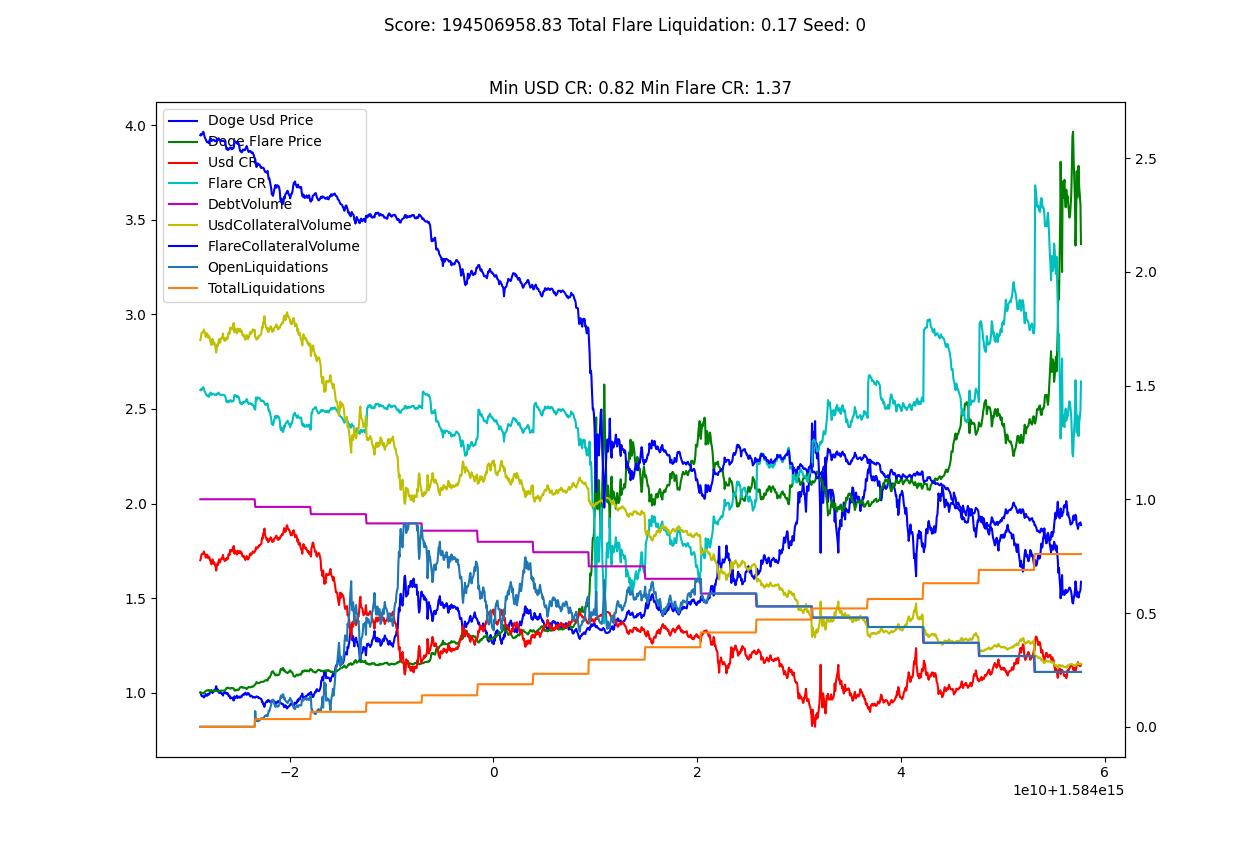 Score: 194506958.83 Total Flare Liquidation: 0.17 Seed: 0
Min USD CR: 0.82 Min Flare CR: 1.37
Doge Usd Price
Doge Flare Price
Usd CR
Flare CR
DebtVolume
UsdCollateralVolume
FlareCollateralVolume
OpenLiquidations
TotalLiquidations
4.0
3.5
3.0
2.5
2.0
1.5
1.0
2.5
2.0
1.5
1.0
0.5
0.0
−2
0
2
4
6
1e10+1.584e15